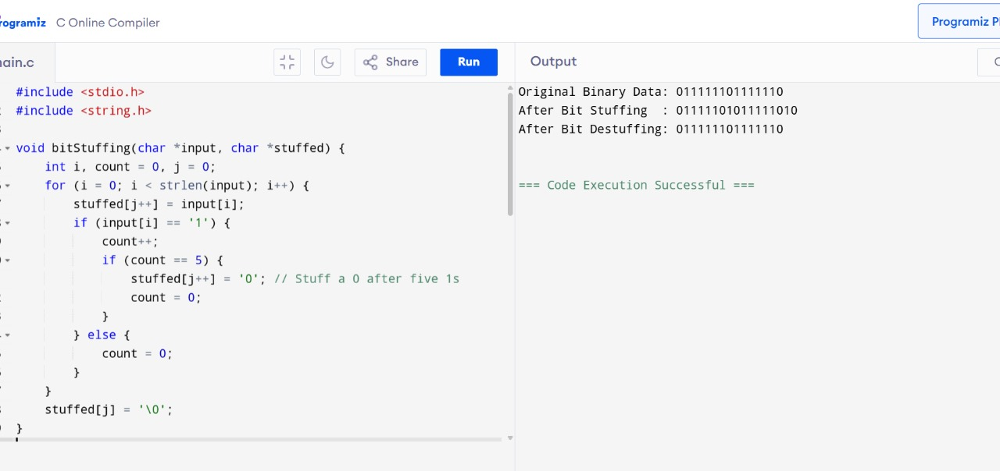 rogramiz C Online Compiler Programiz P
ain.c Share Run Output
#include <stdio.h>
#include <string.h>
void bitStuffing(char *input, char *stuffed) {
int i, count = 0, j = 0;
for (i = 0; i < strlen(input); i++) {
stuffed[j++] = input[i];
if (input[i] == '1') {
count++;
if (count == 5) {
stuffed[j++] = '0'; // Stuff a 0 after five 1s
count = 0;
}
} else {
count = 0;
}
}
stuffed[j] = '\0';
}
Original Binary Data: 011111101111110
After Bit Stuffing  : 01111101011111010
After Bit Destuffing: 011111101111110
=== Code Execution Successful ===